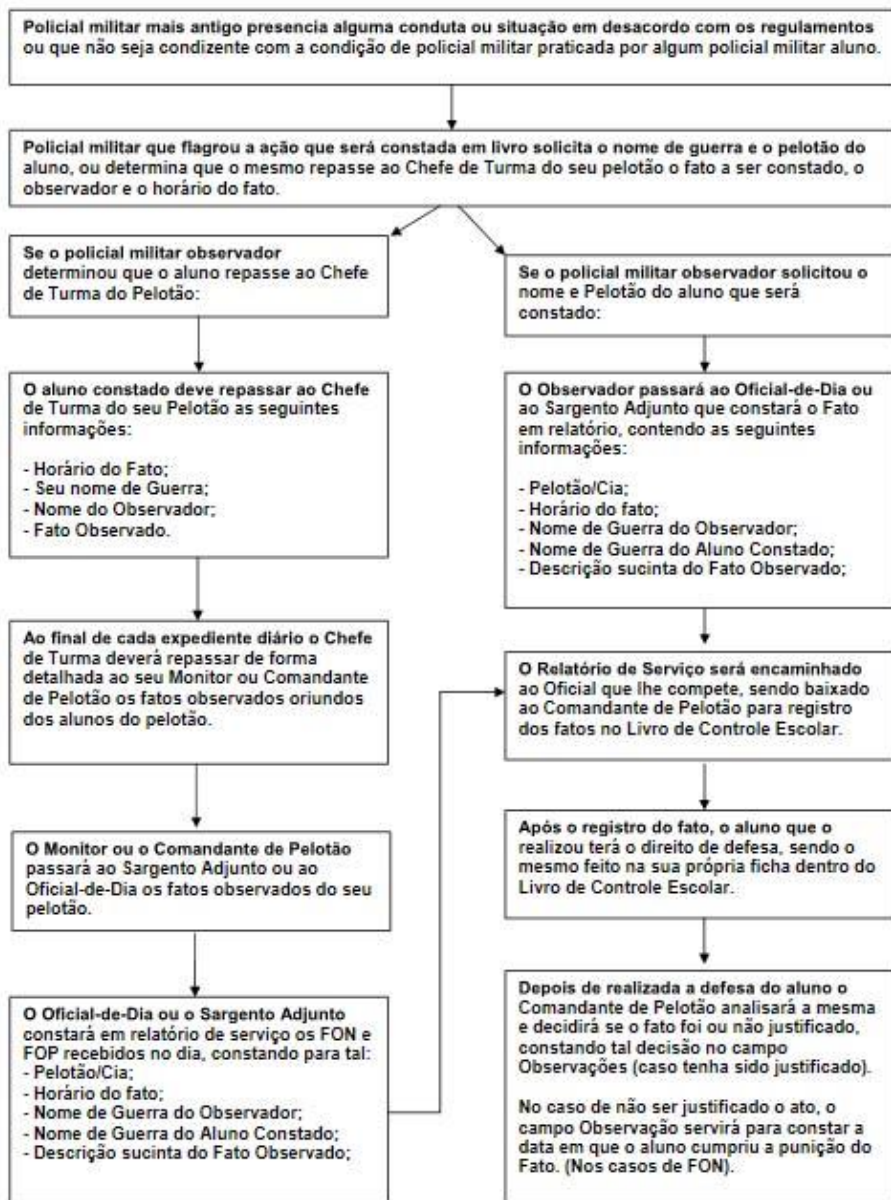 Policial militar mais antigo presencia alguma conduta ou situação em desacordo com os regulamentos
ou que não seja condizente com a condição de policial militar praticada por algum policial militar aluno.
Policial militar que flagrou a ação que será constada em livro solicita o nome de guerra e o pelotão do
aluno, ou determina que o mesmo repasse ao Chefe de Turma do seu pelotão o fato a ser constado, o
observador e o horário do fato.
Se o policial militar observador
determinou que o aluno repasse ao Chefe
de Turma do Pelotão:
O aluno constado deve repassar ao Chefe
de Turma do seu Pelotão as seguintes
informações:
- Horário do Fato;
- Seu nome de Guerra;
- Nome do Observador;
- Fato Observado.
Ao final de cada expediente diário o Chefe
de Turma deverá repassar de forma
detalhada ao seu Monitor ou Comandante
de Pelotão os fatos observados oriundos
dos alunos do pelotão.
O Monitor ou o Comandante de Pelotão
passará ao Sargento Adjunto ou ao
Oficial-de-Dia os fatos observados do seu
pelotão.
O Oficial-de-Dia ou o Sargento Adjunto
constará em relatório de serviço os FON e
FOP recebidos no dia, constando para tal:
- Pelotão/Cia;
- Horário do fato;
- Nome de Guerra do Observador;
- Nome de Guerra do Aluno Constado;
- Descrição sucinta do Fato Observado;
Se o policial militar observador solicitou o
nome e Pelotão do aluno que será
constado:
O Observador passará ao Oficial-de-Dia ou
ao Sargento Adjunto que constará o Fato
em relatório, contendo as seguintes
informações:
- Pelotão/Cia;
- Horário do fato;
- Nome de Guerra do Observador;
- Nome de Guerra do Aluno Constado;
- Descrição sucinta do Fato Observado;
O Relatório de Serviço será encaminhado
ao Oficial que lhe compete, sendo baixado
ao Comandante de Pelotão para registro
dos fatos no Livro de Controle Escolar.
Após o registro do fato, o aluno que o
realizou terá o direito de defesa, sendo o
mesmo feito na sua própria ficha dentro do
Livro de Controle Escolar.
Depois de realizada a defesa do aluno o
Comandante de Pelotão analisará a mesma
e decidirá se o fato foi ou não justificado,
constando tal decisão no campo
Observações (caso tenha sido justificado).
No caso de não ser justificado o ato, o
campo Observação servirá para constar a
data em que o aluno cumpriu a punição do
Fato. (Nos casos de FON).